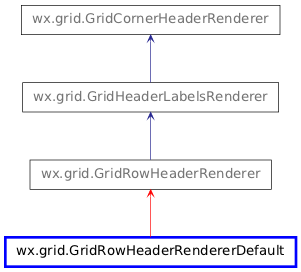 wx.grid.GridCornerHeaderRenderer
wx.grid.GridHeaderLabelsRenderer
wx.grid.GridRowHeaderRenderer
wx.grid.GridRowHeaderRendererDefault